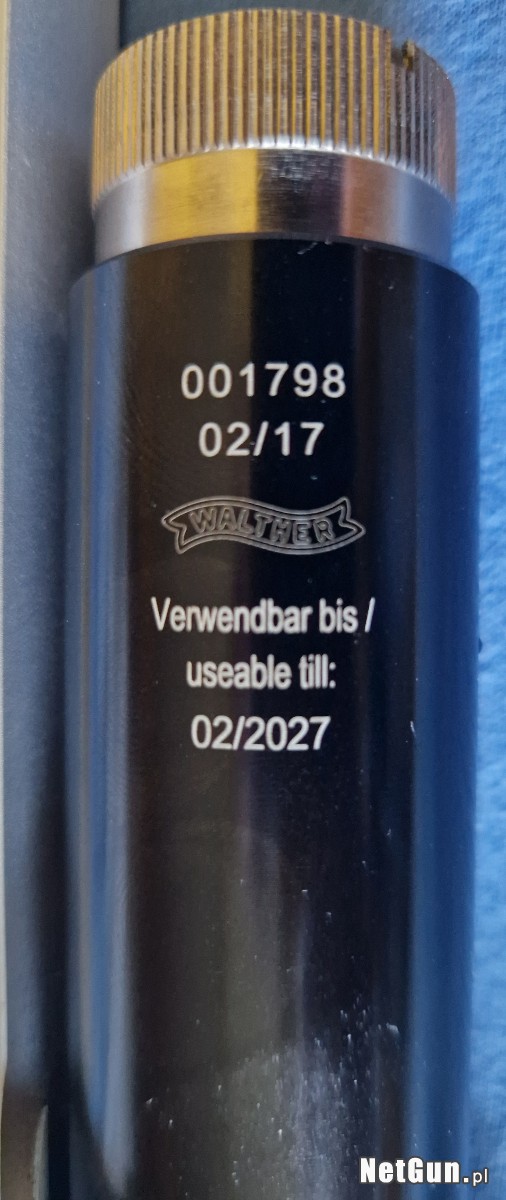 001798
02/17
WALTHER
Verwendbar bis /
useable till:
02/2027
NetGun.pl